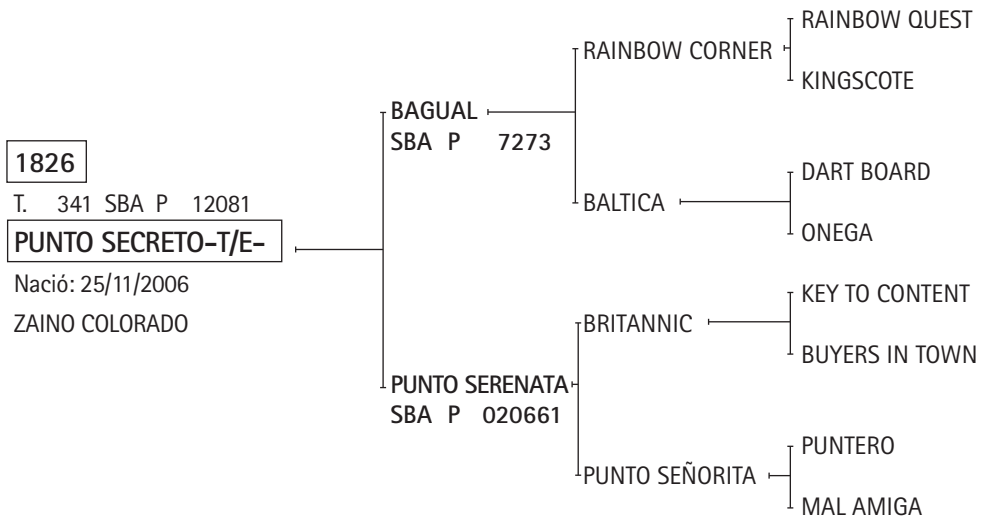 1826
T. 341 SBA P 12081
PUNTO SECRETO-T/E-
Nació: 25/11/2006
ZAINO COLORADO
BAGUAL
SBA P 7273
PUNTO SERENATA
SBA P 020661
RAINBOW CORNER
BALTICA
BRITANNIC
PUNTO SEÑORITA
RAINBOW QUEST
KINGSCOTE
DART BOARD
ONEGA
KEY TO CONTENT
BUYERS IN TOWN
PUNTERO
MAL AMIGA